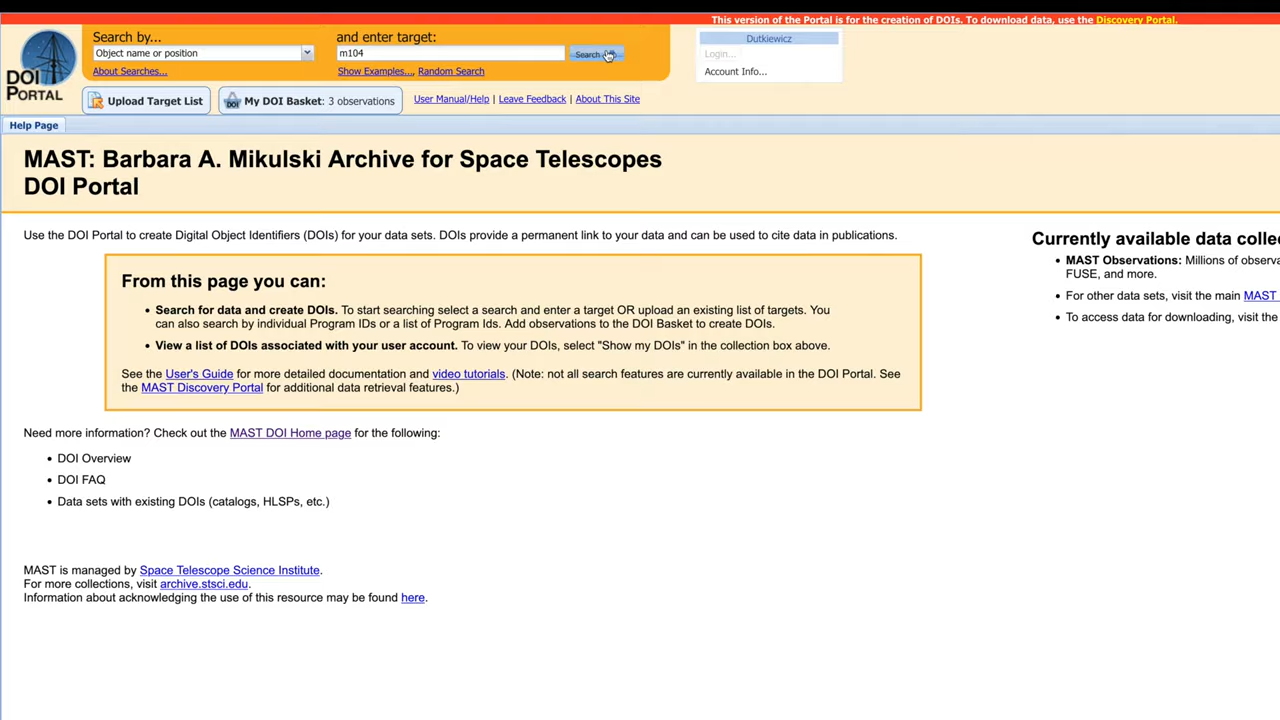 This version of the Portal is for the creation of DOIs. To download data, use the Discovery Portal.
Search by...
and enter target:
Dutkiewicz
Object name or position
m104
Search
Login...
About Searches...
Show Examples..., Random Search
Account Info...
DOI
PORTAL
Upload Target List
DOI
My DOI Basket: 3 observations
User Manual/Help | Leave Feedback | About This Site
Help Page
MAST: Barbara A. Mikulski Archive for Space Telescopes
DOI Portal
Use the DOI Portal to create Digital Object Identifiers (DOIs) for your data sets. DOIs provide a permanent link to your data and can be used to cite data in publications.
From this page you can:
• Search for data and create DOIs. To start searching select a search and enter a target OR upload an existing list of targets. You
can also search by individual Program IDs or a list of Program Ids. Add observations to the DOI Basket to create DOIs.
• View a list of DOIs associated with your user account. To view your DOIs, select "Show my DOIs" in the collection box above.
See the User's Guide for more detailed documentation and video tutorials. (Note: not all search features are currently available in the DOI Portal. See
the MAST Discovery Portal for additional data retrieval features.)
Need more information? Check out the MAST DOI Home page for the following:
• DOI Overview
• DOI FAQ
• Data sets with existing DOIs (catalogs, HLSPs, etc.)
MAST is managed by Space Telescope Science Institute.
For more collections, visit archive.stsci.edu.
Information about acknowledging the use of this resource may be found here.
Currently available data colle
• MAST Observations: Millions of observa
FUSE, and more.
• For other data sets, visit the main MAST
• To access data for downloading, visit the